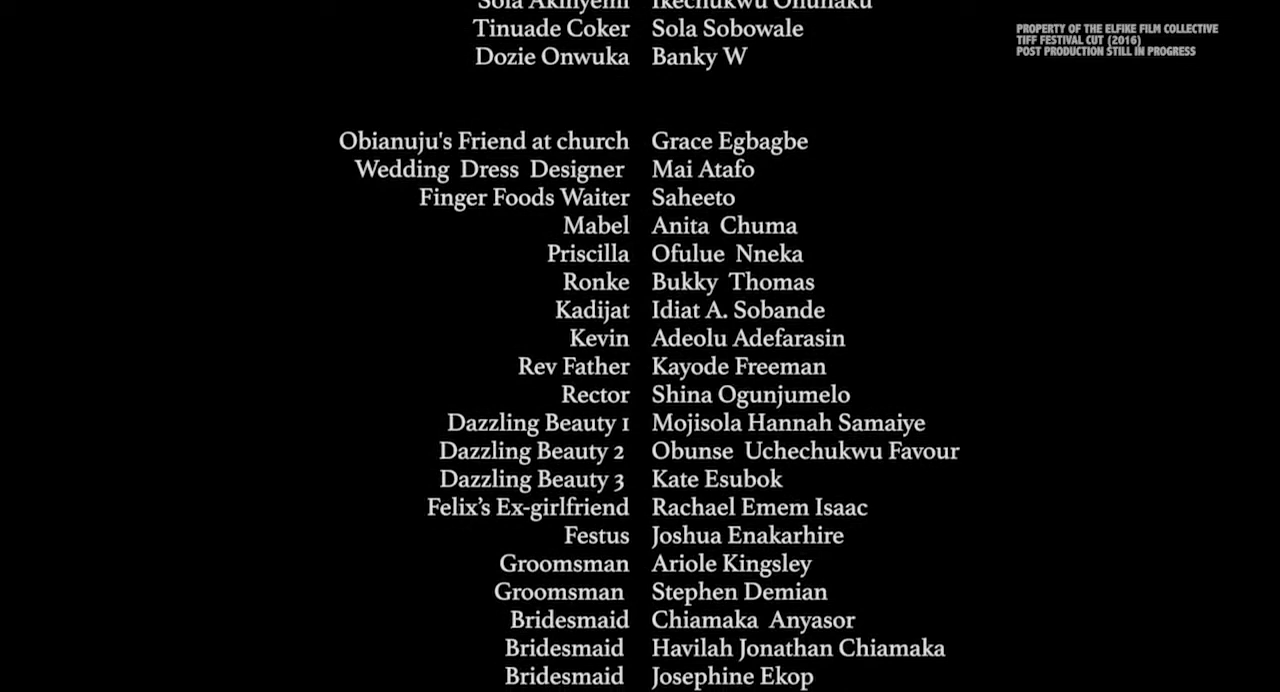 Sola Akinyemi Ikechukwu Onunaku
Tinuade Coker Sola Sobowale
Dozie Onwuka Banky W
PROPERTY OF THE ELFIKE FILM COLLECTIVE
TIFF FESTIVAL CUT (2016)
POST PRODUCTION STILL IN PROGRESS
Obianuju's Friend at church Grace Egbagbe
Wedding Dress Designer Mai Atafo
Finger Foods Waiter Saheeto
Mabel Anita Chuma
Priscilla Ofulue Nneka
Ronke Bukky Thomas
Kadijat Idiat A. Sobande
Kevin Adeolu Adefarasin
Rev Father Kayode Freeman
Rector Shina Ogunjumelo
Dazzling Beauty 1 Mojisola Hannah Samaiye
Dazzling Beauty 2 Obunse Uchechukwu Favour
Dazzling Beauty 3 Kate Esubok
Felix’s Ex-girlfriend Rachael Emem Isaac
Festus Joshua Enakarhire
Groomsman Ariole Kingsley
Groomsman Stephen Demian
Bridesmaid Chiamaka Anyasor
Bridesmaid Havilah Jonathan Chiamaka
Bridesmaid Josephine Ekop